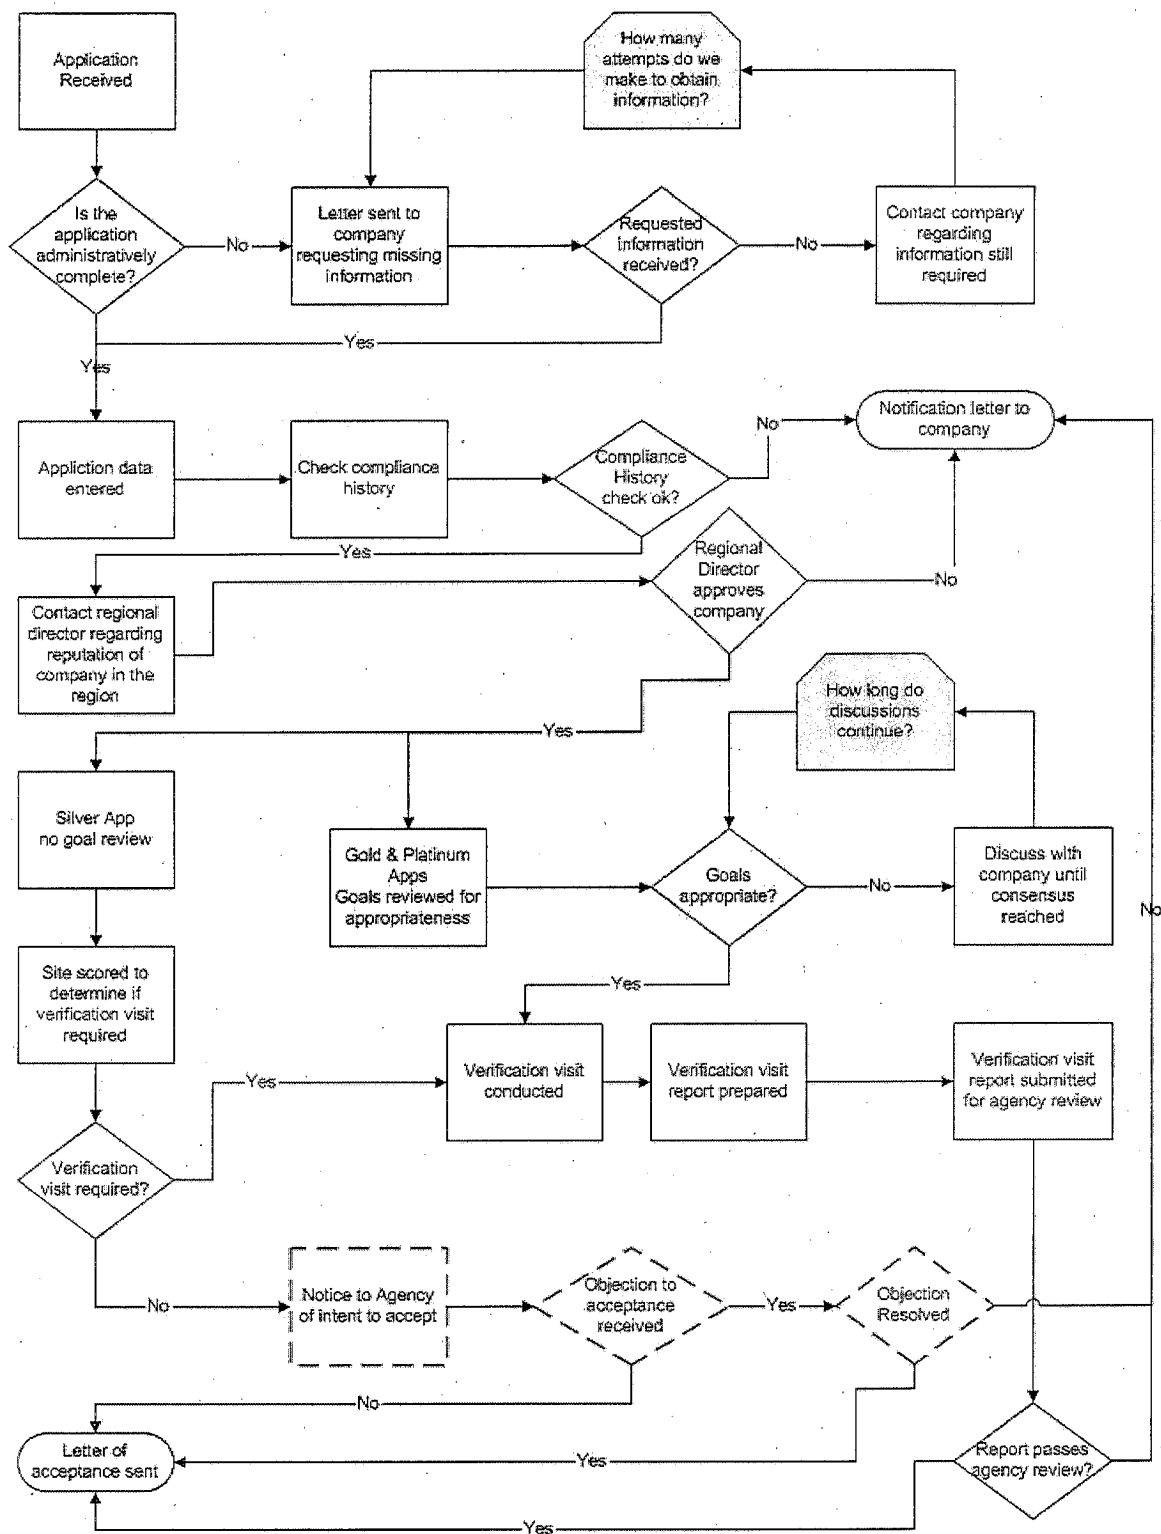 Application
Received
How many
attempts do we
make to obtain
information?
Is the
application
administratively
complete?
No
Letter sent to
company
requesting missing
information
Requested
information
received?
No
Contact company
regarding
information still
required
Yes
Yes
Appliction data
entered
Check compliance
history
Compliance
History
check ok?
No
Notification letter to
company
Yes
Contact regional
director regarding
reputation of
company in the
region
Regional
Director
approves
company
No
Yes
How long do
discussions
continue?
Silver App
no goal review
Gold & Platinum
Apps
Goals reviewed for
appropriateness
Goals
appropriate?
No
Discuss with
company until
consensus
reached
No
Yes
Site scored to
determine if
verification visit
required
Yes
Verification visit
conducted
Verification visit
report prepared
Verification visit
report submitted
for agency review
Verification
visit required?
No
Notice to Agency
of intent to accept
Objection to
acceptance
received
Yes
Objection
Resolved
No
Letter of
acceptance sent
Yes
Report passes
agency review?
Yes